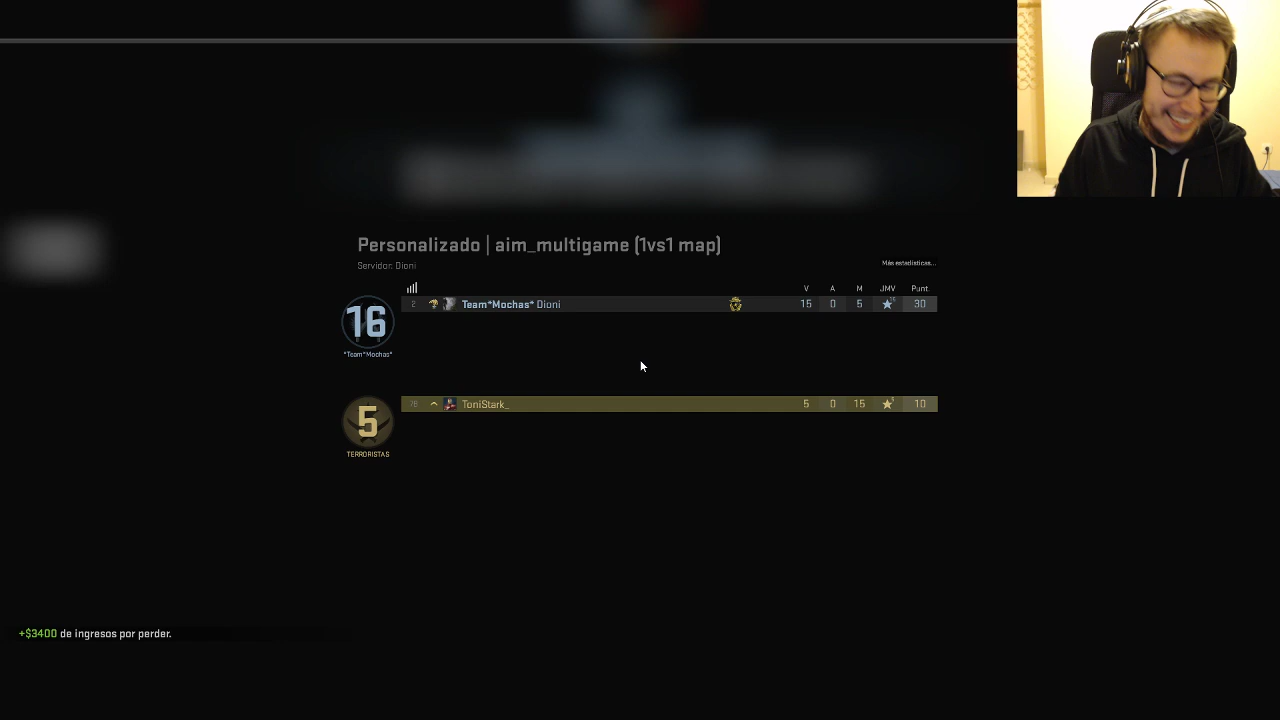 Personalizado | aim_multigame (1vs1 map)
Servidor: Dioni
Más estadísticas...
V A M JMV Punt.
16
*Team*Mochas*
2 Team*Mochas* Dioni 15 0 5 30
5
TERRORISTAS
ToniStark_ 5 0 15 10
+$3400 de ingresos por perder.